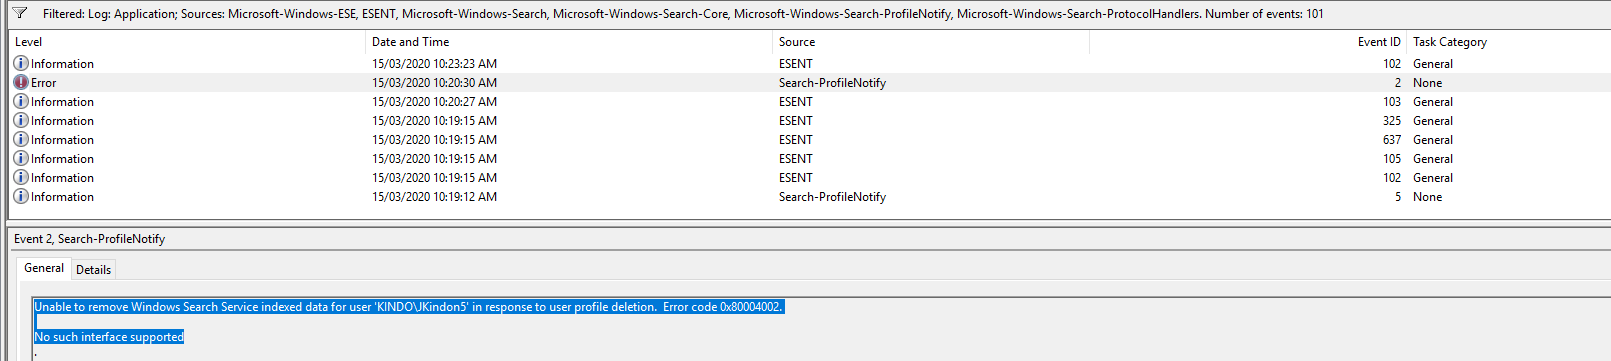 Filtered: Log: Application; Sources: Microsoft-Windows-ESE, ESENT, Microsoft-Windows-Search, Microsoft-Windows-Search-Core, Microsoft-Windows-Search-ProfileNotify, Microsoft-Windows-Search-ProtocolHandlers. Number of events: 101
Level Date and Time Source Event ID Task Category
Information 15/03/2020 10:23:23 AM ESENT 102 General
Error 15/03/2020 10:20:30 AM Search-ProfileNotify 2 None
Information 15/03/2020 10:20:27 AM ESENT 103 General
Information 15/03/2020 10:19:15 AM ESENT 325 General
Information 15/03/2020 10:19:15 AM ESENT 637 General
Information 15/03/2020 10:19:15 AM ESENT 105 General
Information 15/03/2020 10:19:15 AM ESENT 102 General
Information 15/03/2020 10:19:12 AM Search-ProfileNotify 5 None
Event 2, Search-ProfileNotify
General Details
Unable to remove Windows Search Service indexed data for user 'KINDO\JKindon5' in response to user profile deletion.  Error code 0x80004002.
No such interface supported
.